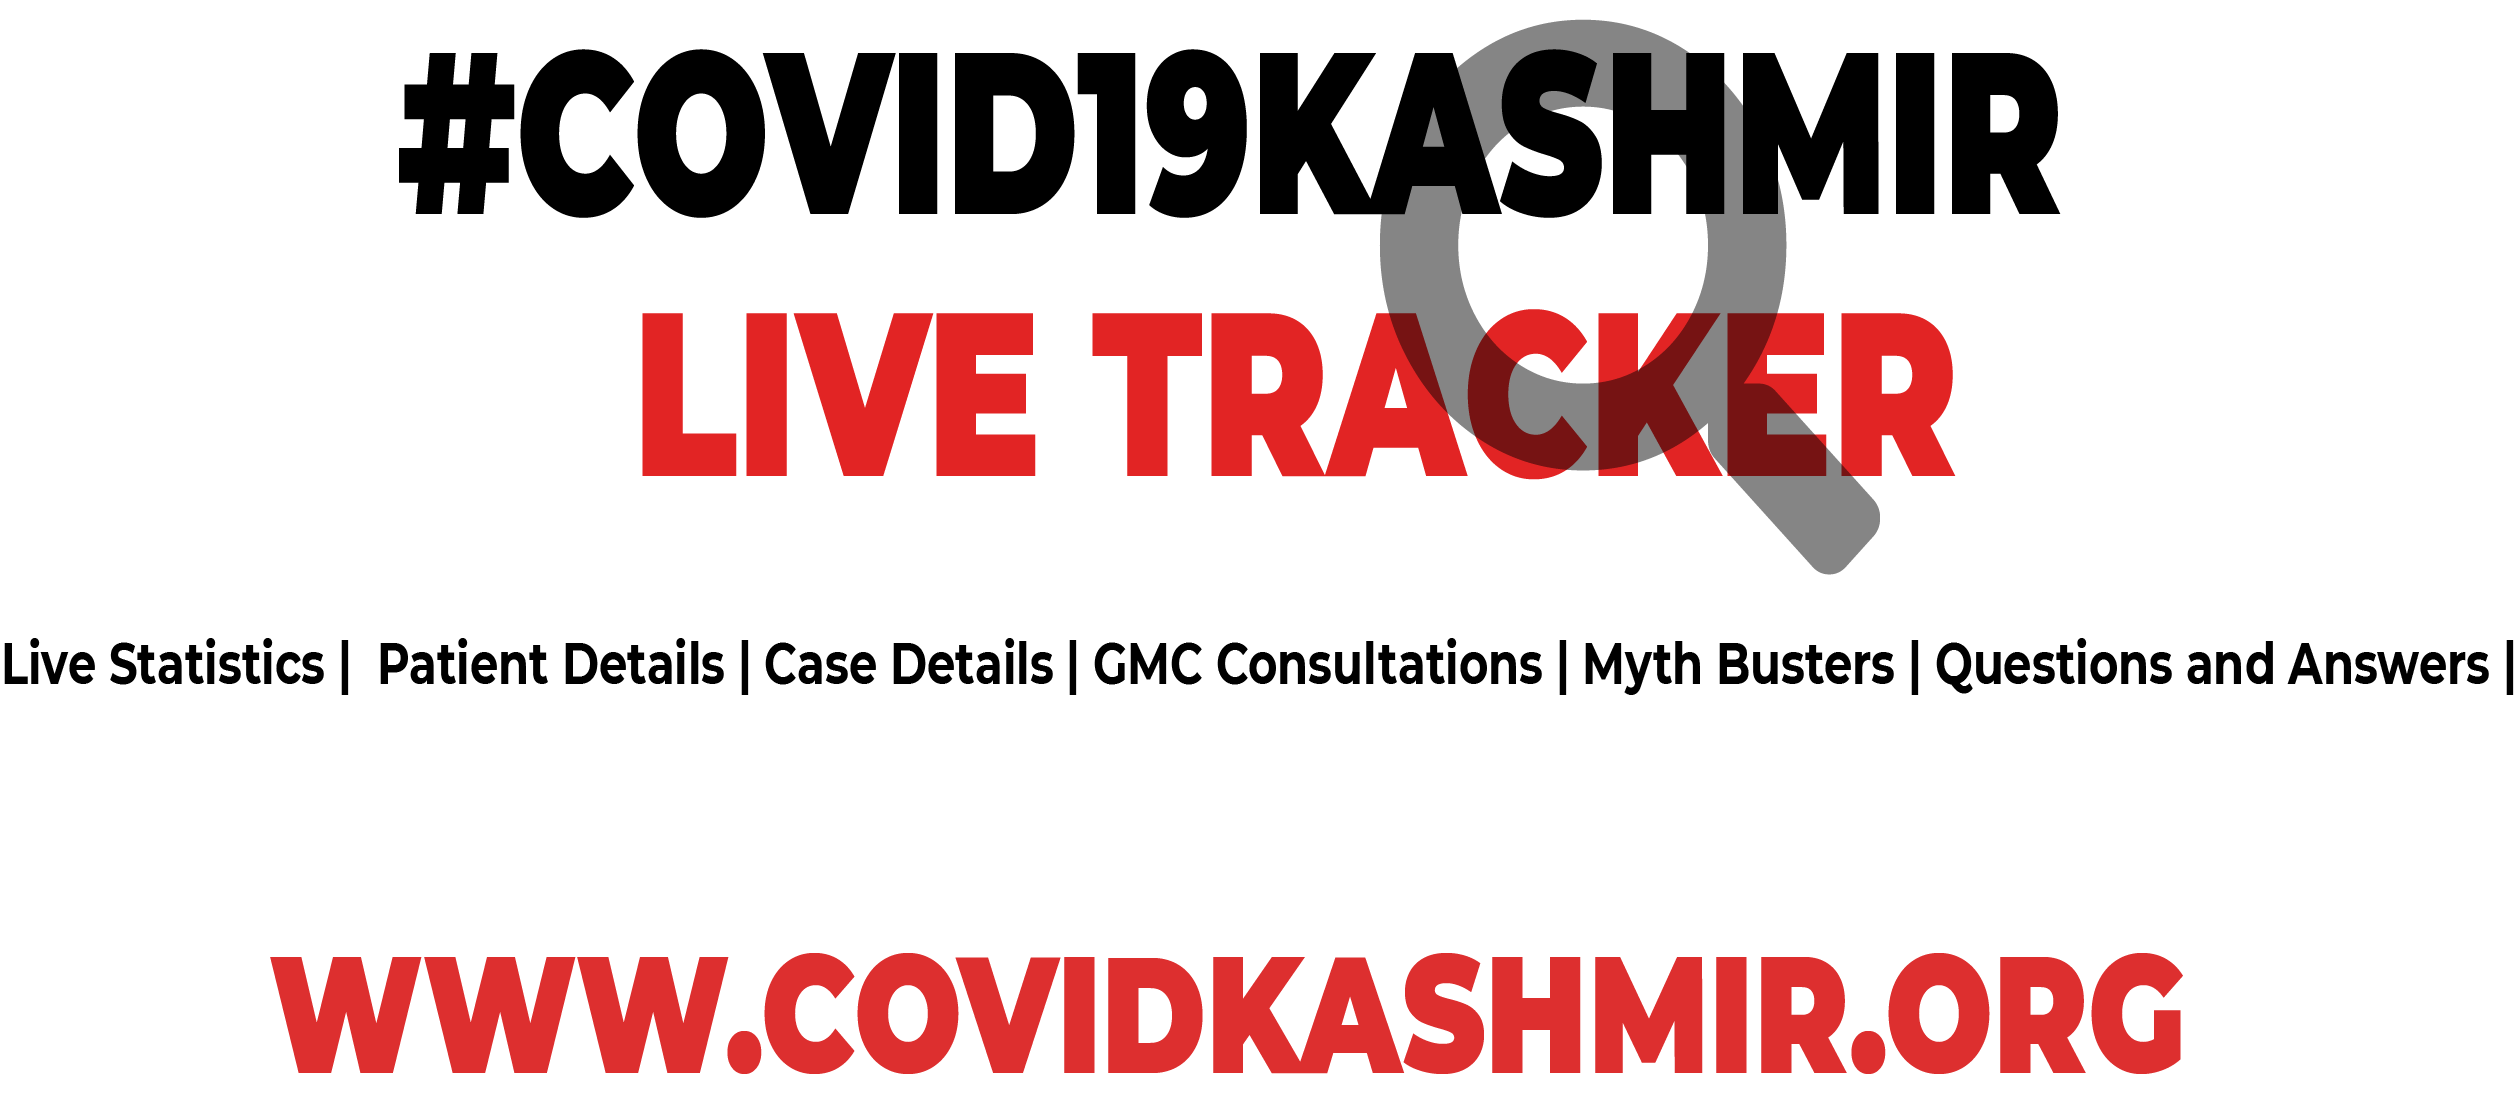 #COVID19KASHMIR
LIVE TRACKER
Live Statistics | Patient Details | Case Details | GMC Consultations | Myth Busters | Questions and Answers |
WWW.COVIDKASHMIR.ORG